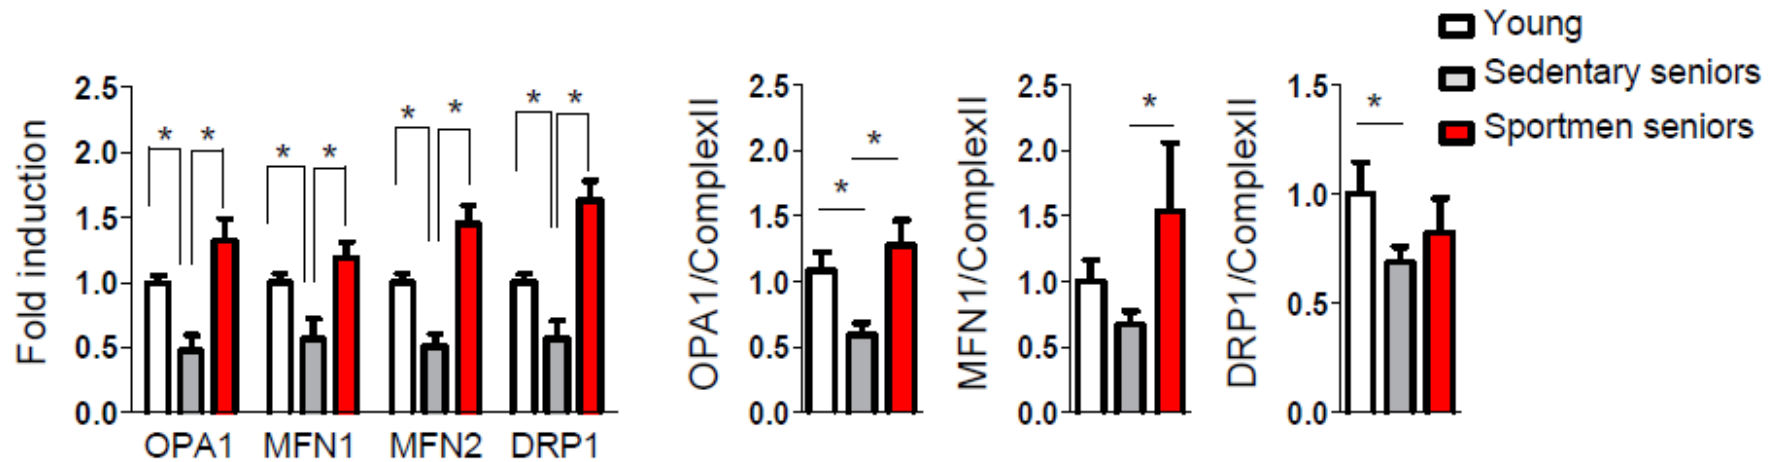 Young
Sedentary seniors
Sportmen seniors
Fold induction
2.5
2.0
1.5
1.0
0.5
0.0
* * * * * * * *
OPA1 MFN1 MFN2 DRP1
OPA1/ComplexII
2.5
2.0
1.5
1.0
0.5
0.0
*
*
MFN1/ComplexII
2.5
2.0
1.5
1.0
0.5
0.0
*
DRP1/ComplexII
1.5
1.0
0.5
0.0
*